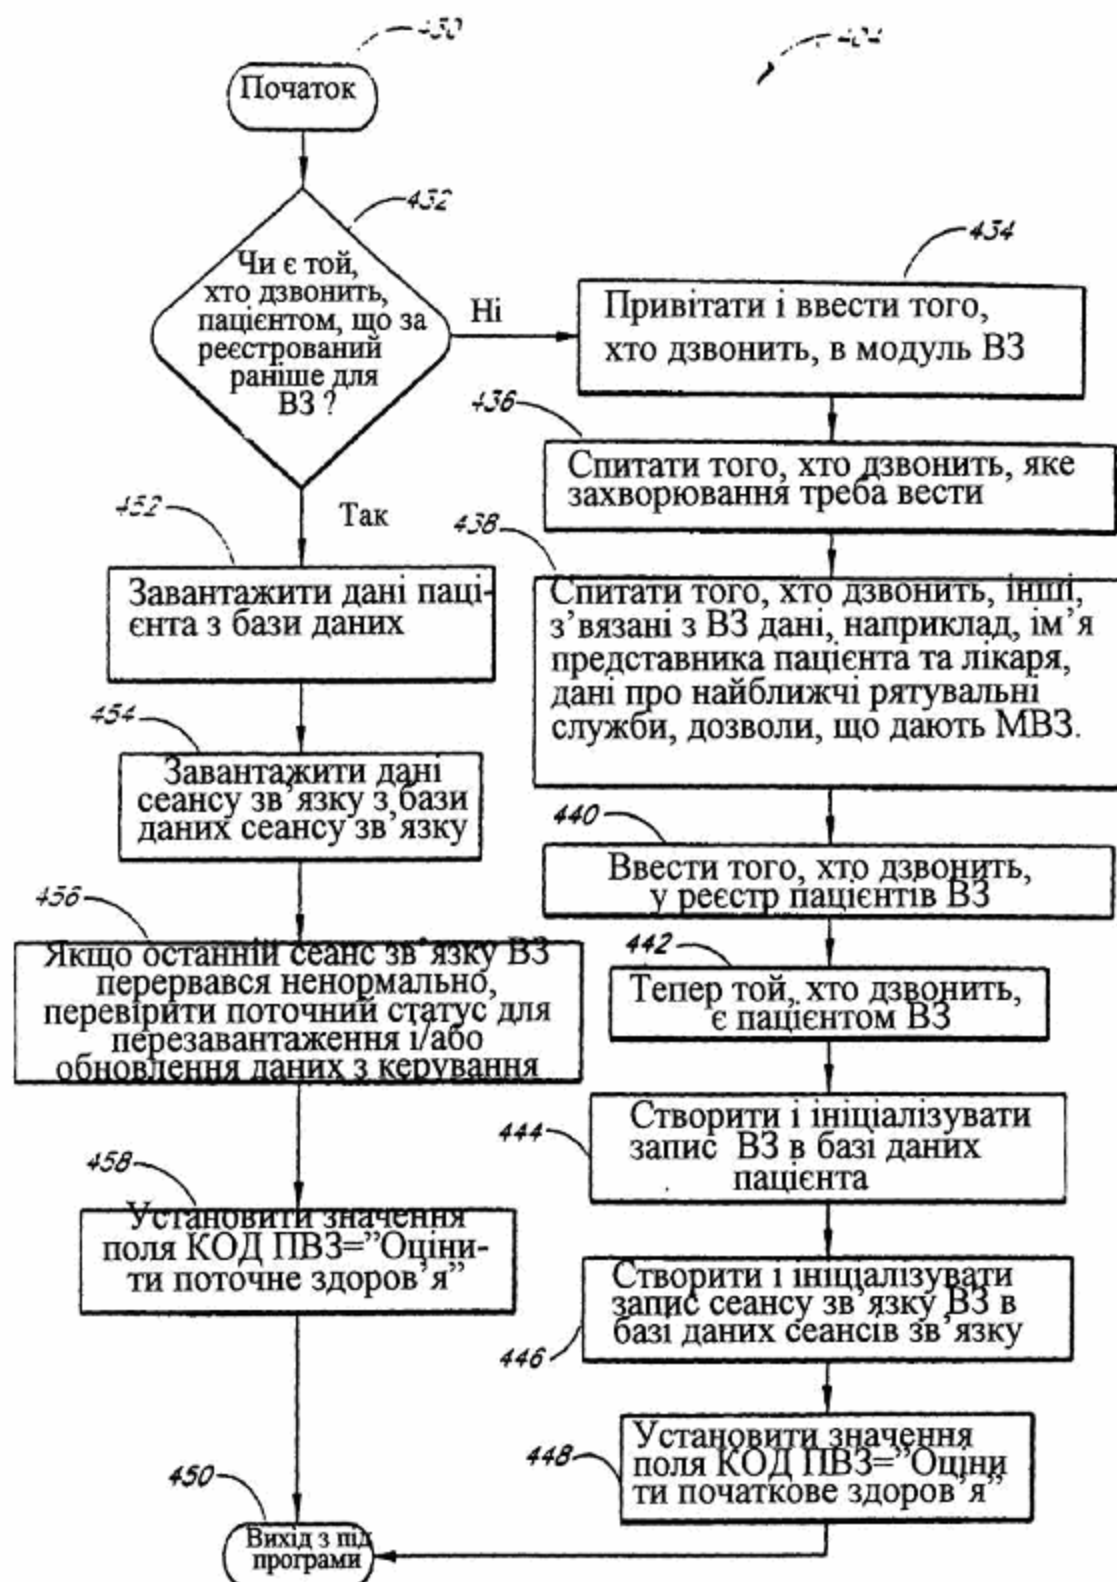 430
404
Початок
432
Чи є той,
хто дзвонить,
пацієнтом, що за
реєстрований
раніше для
ВЗ ?
Ні
Так
434
Привітати і ввести того,
хто дзвонить, в модуль ВЗ
436
Спитати того, хто дзвонить, яке
захворювання треба вести
438
Спитати того, хто дзвонить, інші,
з’вязані з ВЗ дані, наприклад, ім’я
представника пацієнта та лікаря,
дані про найближчі рятувальні
служби, дозволи, що дають МВЗ.
440
Ввести того, хто дзвонить,
у реєстр пацієнтів ВЗ
442
Тепер той, хто дзвонить,
є пацієнтом ВЗ
444
Створити і ініціалізувати
запис ВЗ в базі даних
пацієнта
446
Створити і ініціалізувати
запис сеансу зв’язку ВЗ в
базі даних сеансів зв’язку
448
Установити значення
поля КОД ПВЗ=”Оціни
ти початкове здоров’я”
452
Завантажити дані паці-
єнта з бази даних
454
Завантажити дані
сеансу зв’язку з бази
даних сеансу зв’язку
456
Якщо останній сеанс зв’язку ВЗ
перервався ненормально,
перевірити поточний статус для
перезавантаження і/або
обновлення даних з керування
458
Установити значення
поля КОД ПВЗ=”Оціни-
ти поточне здоров’я”
450
Вихід з під
програми